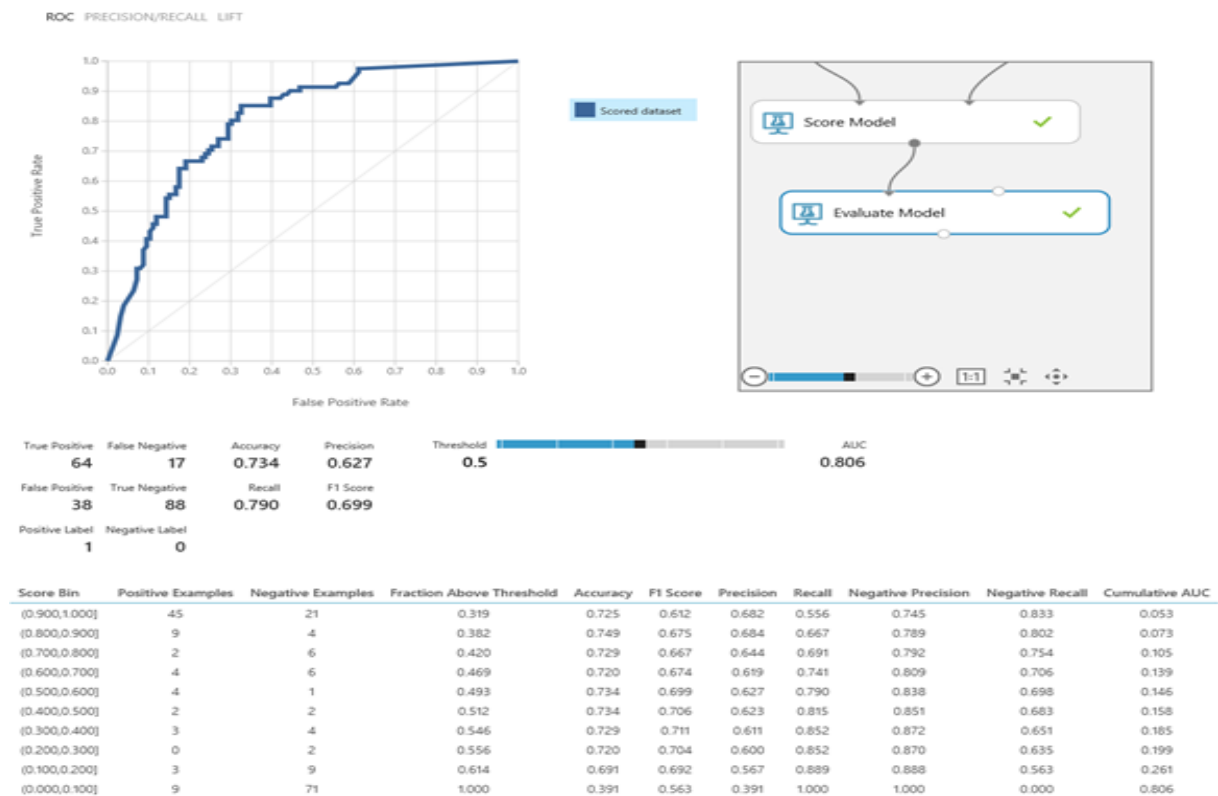 ROC PRECISION/RECALL LIFT
1.0
0.9
0.8
0.7
0.6
0.5
0.4
0.3
0.2
0.1
0.0
True Positive Rate
0.0 0.1 0.2 0.3 0.4 0.5 0.6 0.7 0.8 0.9 1.0
False Positive Rate
Scored dataset
Score Model
Evaluate Model
1:1
True Positive False Negative Accuracy Precision Threshold AUC
64 17 0.734 0.627 0.5 0.806
False Positive True Negative Recall F1 Score
38 88 0.790 0.699
Positive Label Negative Label
1 0
Score Bin Positive Examples Negative Examples Fraction Above Threshold Accuracy F1 Score Precision Recall Negative Precision Negative Recall Cumulative AUC
(0.900,1.000] 45 21 0.319 0.725 0.612 0.682 0.556 0.745 0.833 0.053
(0.800,0.900] 9 4 0.382 0.749 0.675 0.684 0.667 0.789 0.802 0.073
(0.700,0.800] 2 6 0.420 0.729 0.667 0.644 0.691 0.792 0.754 0.105
(0.600,0.700] 4 6 0.469 0.720 0.674 0.619 0.741 0.809 0.706 0.139
(0.500,0.600] 4 1 0.493 0.734 0.699 0.627 0.790 0.838 0.698 0.146
(0.400,0.500] 2 2 0.512 0.734 0.706 0.623 0.815 0.851 0.683 0.158
(0.300,0.400] 3 4 0.546 0.729 0.711 0.611 0.852 0.872 0.651 0.185
(0.200,0.300] 0 2 0.556 0.720 0.704 0.600 0.852 0.870 0.635 0.199
(0.100,0.200] 3 9 0.614 0.691 0.692 0.567 0.889 0.888 0.563 0.261
(0.000,0.100] 9 71 1.000 0.391 0.563 0.391 1.000 1.000 0.000 0.806